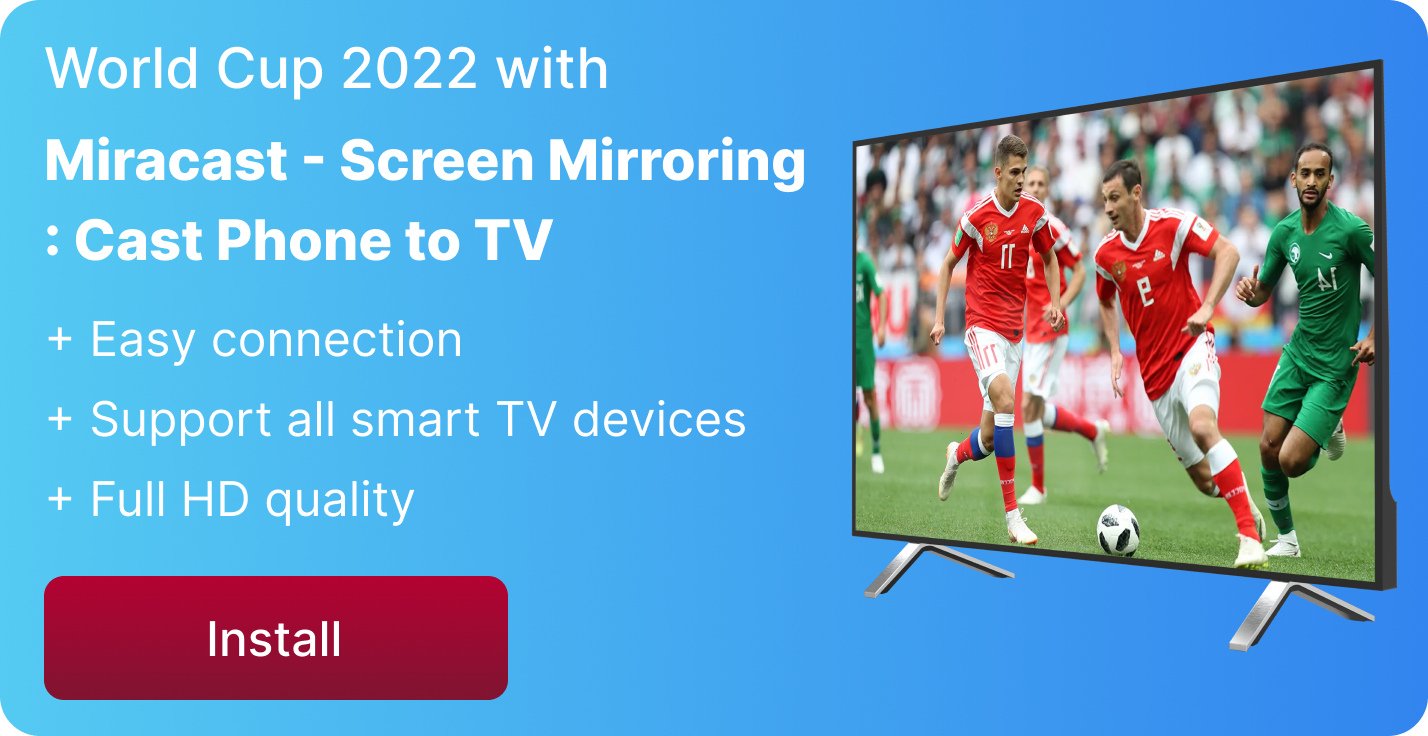 World Cup 2022 with
Miracast - Screen Mirroring
: Cast Phone to TV
+ Easy connection
+ Support all smart TV devices
+ Full HD quality
Install